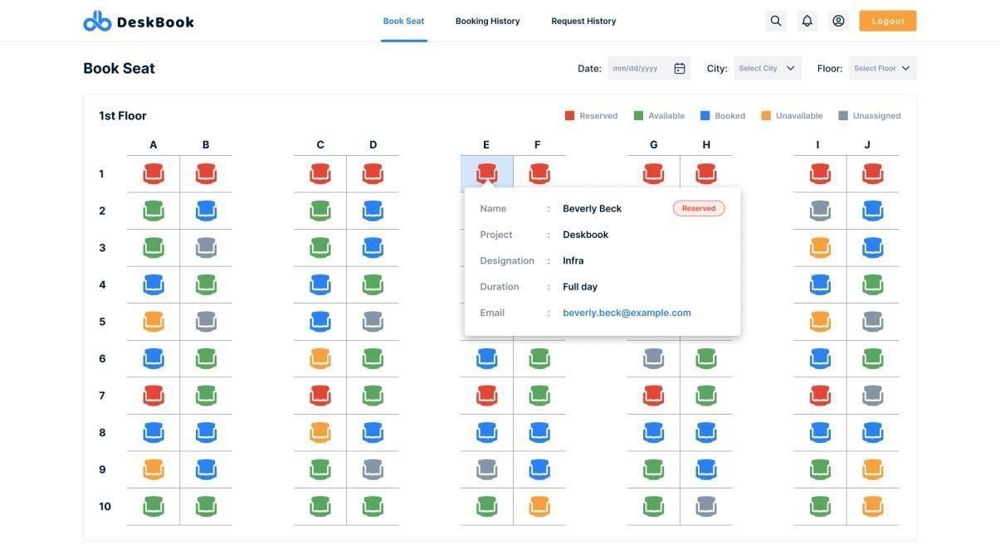 DeskBook Book Seat Booking History Request History Logout
Book Seat Date: mm/dd/yyyy City: Select City Floor: Select Floor
1st Floor Reserved Available Booked Unavailable Unassigned
A B C D E F G H I J
1
2
Name : Beverly Beck Reserved
Project : Deskbook
3
Designation : Infra
4
Duration : Full day
Email : beverly.beck@example.com
5
6
7
8
9
10